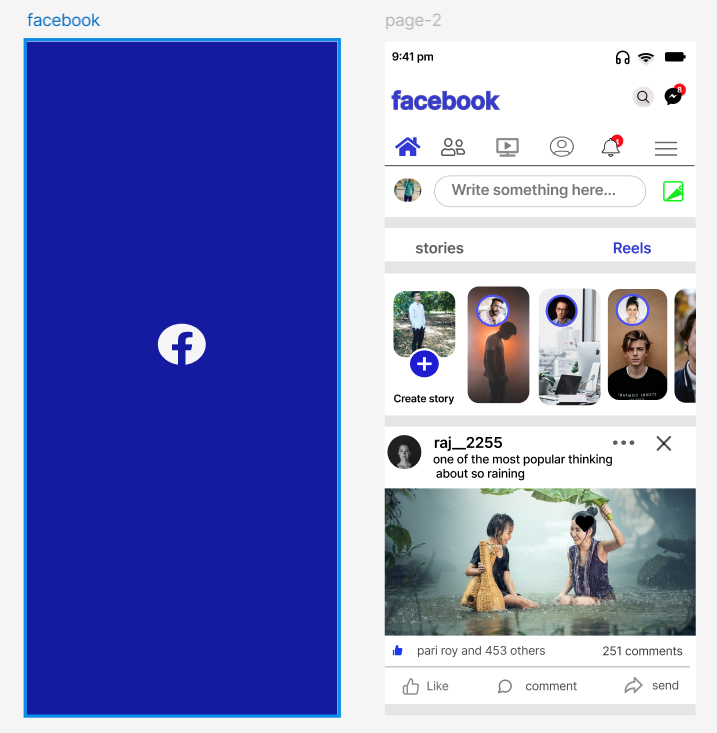 facebook
page-2
9:41 pm
facebook
8
Write something here...
stories
Reels
Create story
raj__2255
one of the most popular thinking
about so raining
pari roy and 453 others
251 comments
Like
comment
send